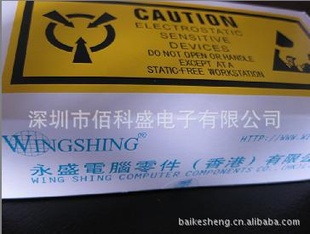 CAUTION
ELECTROSTATIC
SENSITIVE
DEVICES
DO NOT OPEN OR HANDLE
EXCEPT AT A
STATIC-FREE WORKSTATION
深圳市佰科盛电子有限公司
WINGSHING®
HTTP://WWW.W
永盛電腦零件（香港）有限公
WING SHING COMPUTER COMPONENTS CO., (H.K.)
baikesheng.cn.alibaba.com